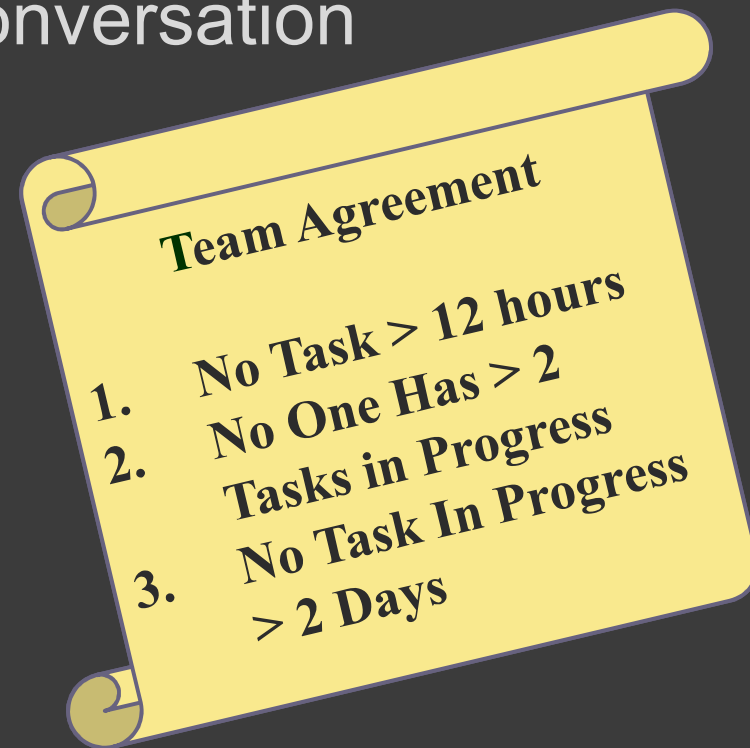 onversation
Team Agreement
1. No Task > 12 hours
2. No One Has > 2
Tasks in Progress
3. No Task In Progress
> 2 Days